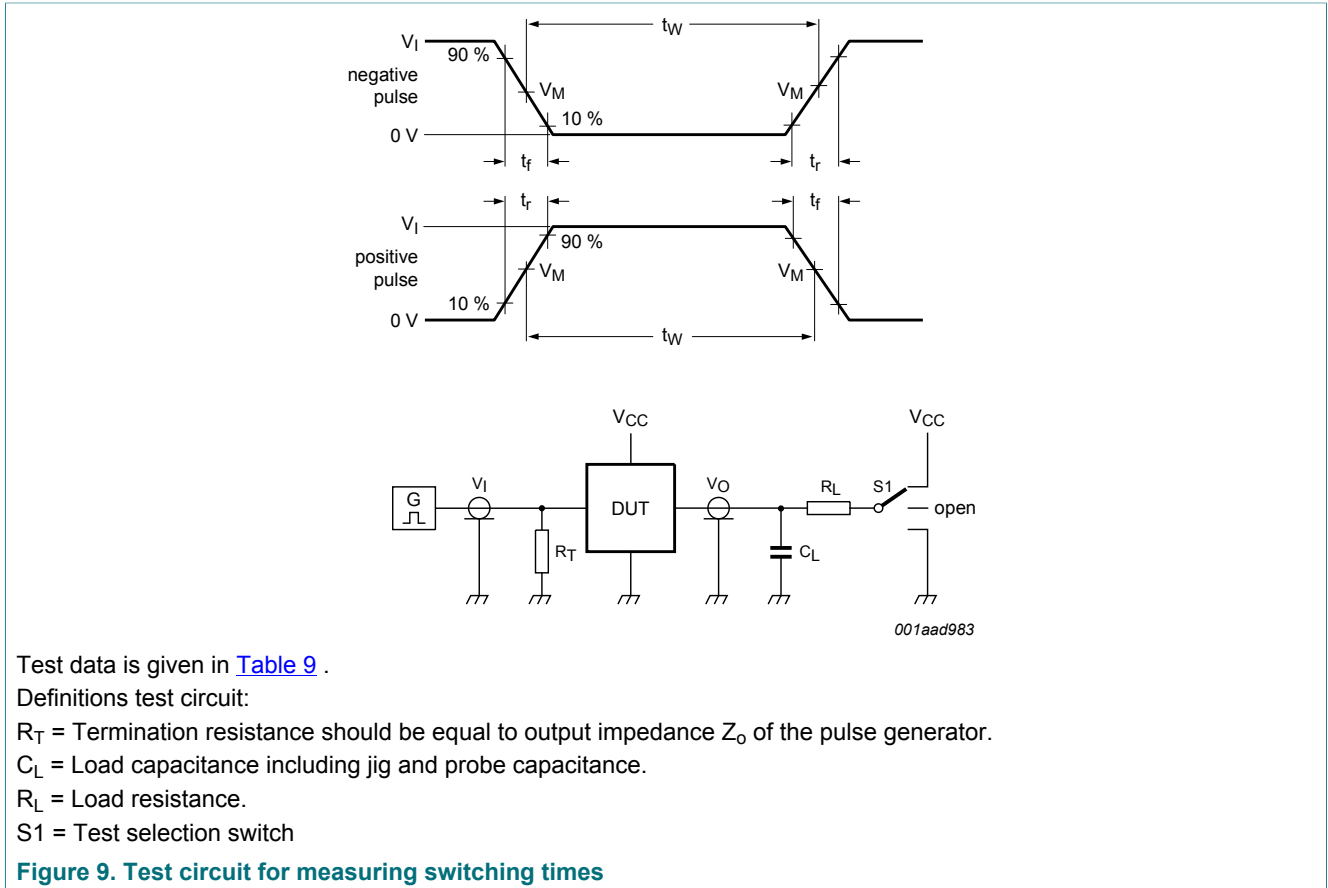 tW
VI
90 %
negative
pulse
VM
VM
10 %
0 V
tf
tr
tr
tf
VI
90 %
positive
pulse
VM
VM
10 %
0 V
tW
VCC
VCC
G
VI
DUT
VO
RL
S1
open
RT
CL
001aad983
Test data is given in Table 9 .
Definitions test circuit:
RT = Termination resistance should be equal to output impedance Zo of the pulse generator.
CL = Load capacitance including jig and probe capacitance.
RL = Load resistance.
S1 = Test selection switch
Figure 9. Test circuit for measuring switching times